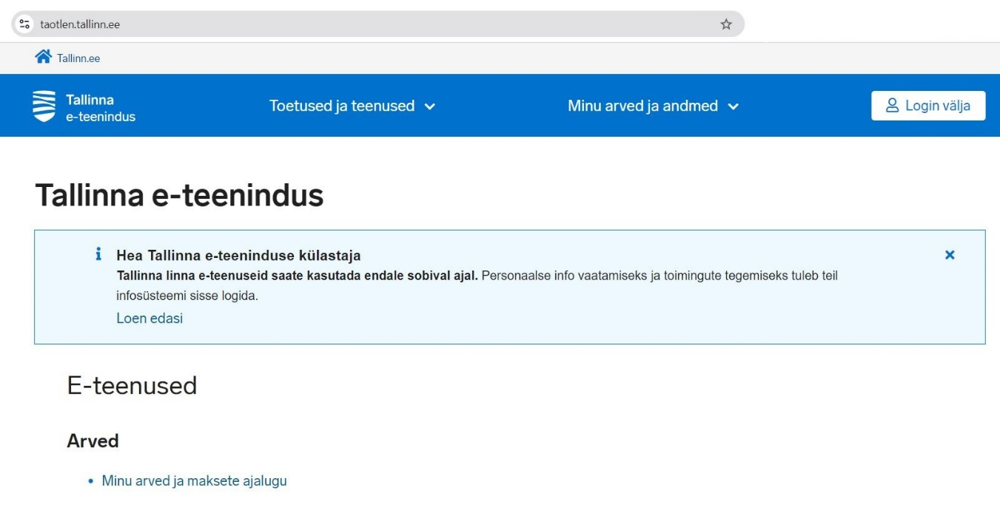 taotlen.tallinn.ee
Tallinn.ee
Tallinna
e-teenindus
Toetused ja teenused
Minu arved ja andmed
Login välja
Tallinna e-teenindus
Hea Tallinna e-teeninduse külastaja
Tallinna linna e-teenuseid saate kasutada endale sobival ajal. Personaalse info vaatamiseks ja toimingute tegemiseks tuleb teil
infosüsteemi sisse logida.
Loen edasi
E-teenused
Arved
Minu arved ja maksete ajalugu